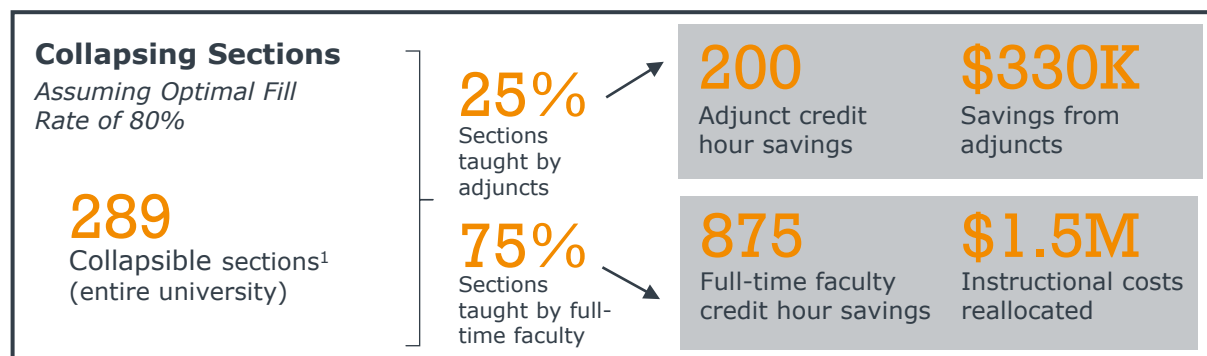 Collapsing Sections
Assuming Optimal Fill
Rate of 80%
289
Collapsible sections¹
(entire university)
25%
Sections
taught by
adjuncts
75%
Sections
taught by full-
time faculty
200
Adjunct credit
hour savings
$330K
Savings from
adjuncts
875
Full-time faculty
credit hour savings
$1.5M
Instructional costs
reallocated